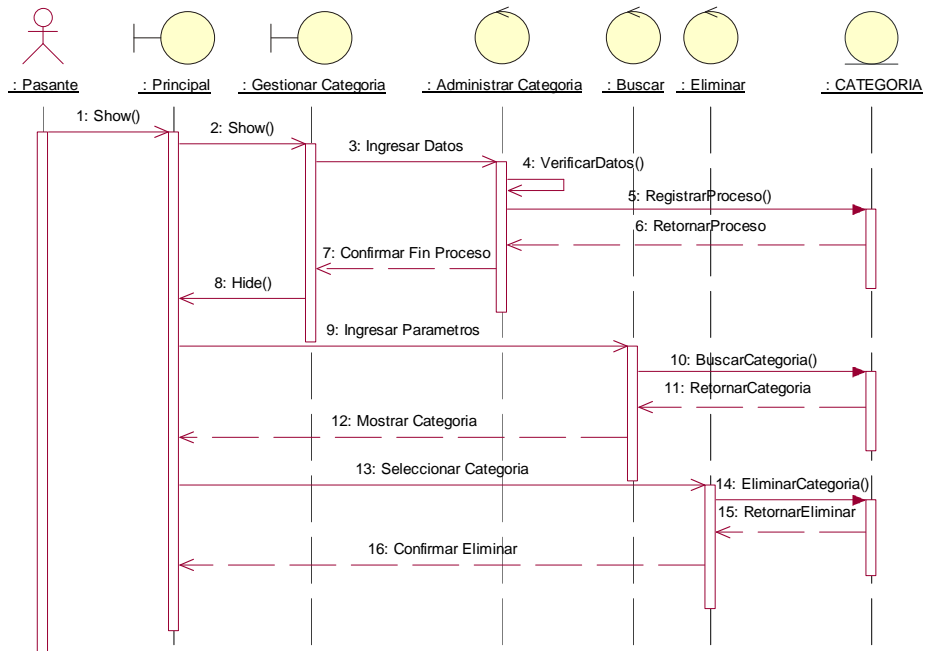 : Pasante
: Principal
: Gestionar Categoria
: Administrar Categoria
: Buscar
: Eliminar
: CATEGORIA
1: Show()
2: Show()
3: Ingresar Datos
4: VerificarDatos()
5: RegistrarProceso()
6: RetornarProceso
7: Confirmar Fin Proceso
8: Hide()
9: Ingresar Parametros
10: BuscarCategoria()
11: RetornarCategoria
12: Mostrar Categoria
13: Seleccionar Categoria
14: EliminarCategoria()
15: RetornarEliminar
16: Confirmar Eliminar